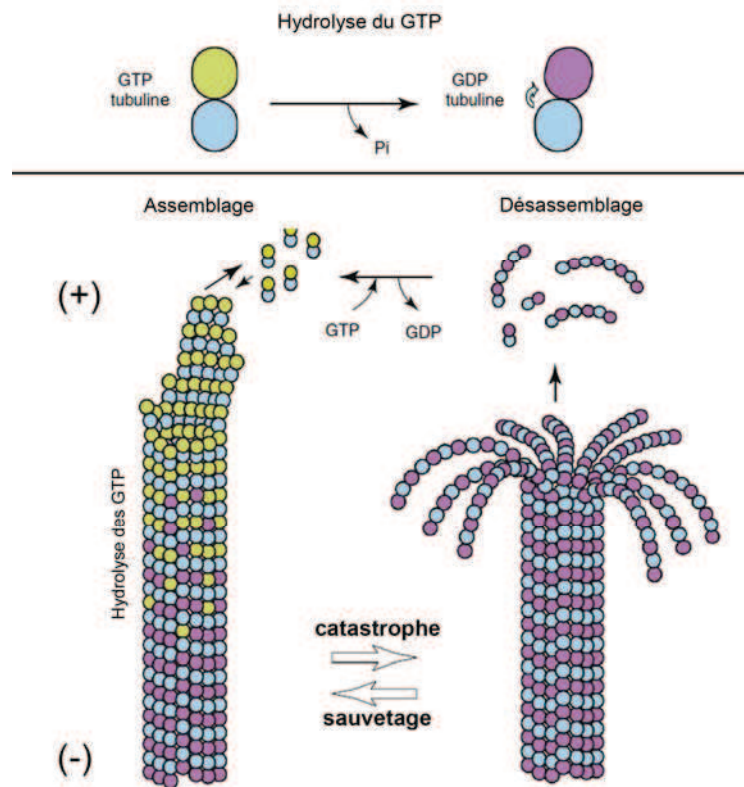 Hydrolyse du GTP
GTP
tubuline
GDP
tubuline
Pi
Assemblage
Désassemblage
(+)
GTP
GDP
Hydrolyse des GTP
catastrophe
sauvetage
(-)